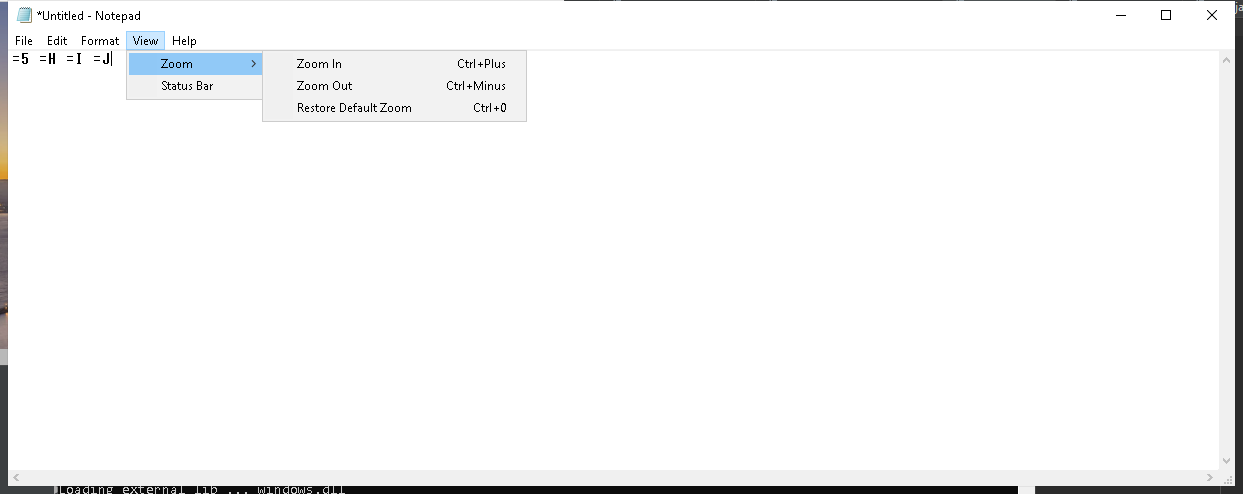 *Untitled - Notepad
File Edit Format View Help
=5 =H =I =J
Zoom
Status Bar
Zoom In Ctrl+Plus
Zoom Out Ctrl+Minus
Restore Default Zoom Ctrl+0
Loading external lib ... windows.dll